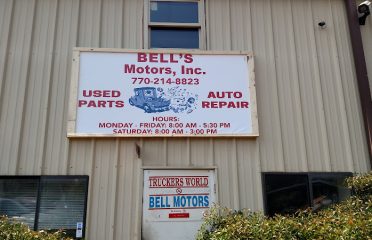 BELL'S
Motors, Inc.
770-214-8823
USED PARTS
AUTO REPAIR
HOURS:
MONDAY - FRIDAY: 8:00 AM - 5:30 PM
SATURDAY: 8:00 AM - 3:00 PM
TRUCKERS WORLD
BELL MOTORS